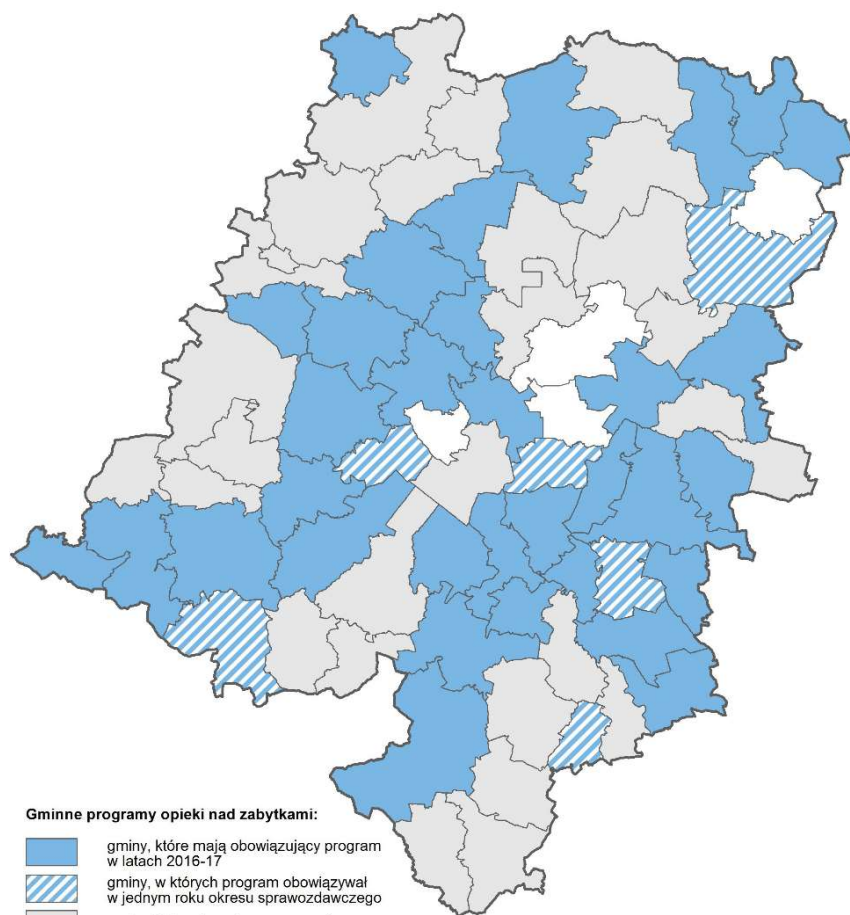 Gminne programy opieki nad zabytkami:
gminy, które mają obowiązujący program
w latach 2016-17
gminy, w których program obowiązywał
w jednym roku okresu sprawozdawczego